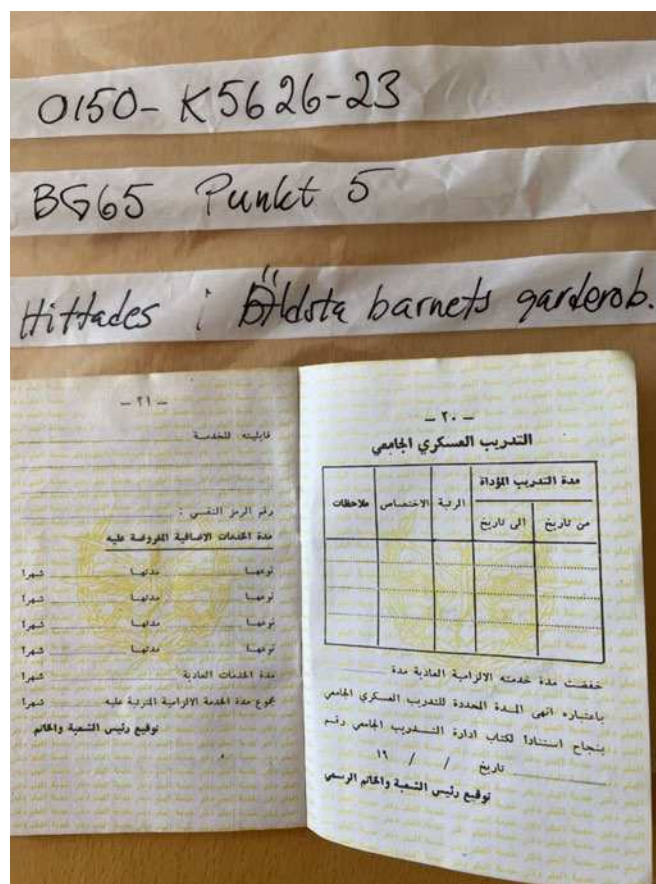 0150-K5626-23
BG65 Punkt 5
Hittades i Äldsta barnets garderob.
— ٢٠ —
التدريب العسكري الجامعي
مدة التدريب المؤداة
من تاريخ الى تاريخ الرتبة الاختصاص ملاحظات
خفضت مدة خدمته الالزامية العادية مدة
باعتباره انهى المدة المحددة للتدريب العسكري الجامعي
بنجاح استناداً لكتاب ادارة التدريب الجامعي رقم
تاريخ / / ١٩
توقيع رئيس الشعبة والخاتم الرسمي
— ٢١ —
قابليته للخدمة
رقم الرمز النفسي :
مدة الخدمات الاضافية المفروضة عليه
نوعها مدتها شهرا
نوعها مدتها شهرا
نوعها مدتها شهرا
نوعها مدتها شهرا
مدة الخدمات العادية شهرا
مجموع مدة الخدمة الالزامية المترتبة عليه شهرا
توقيع رئيس الشعبة والخاتم